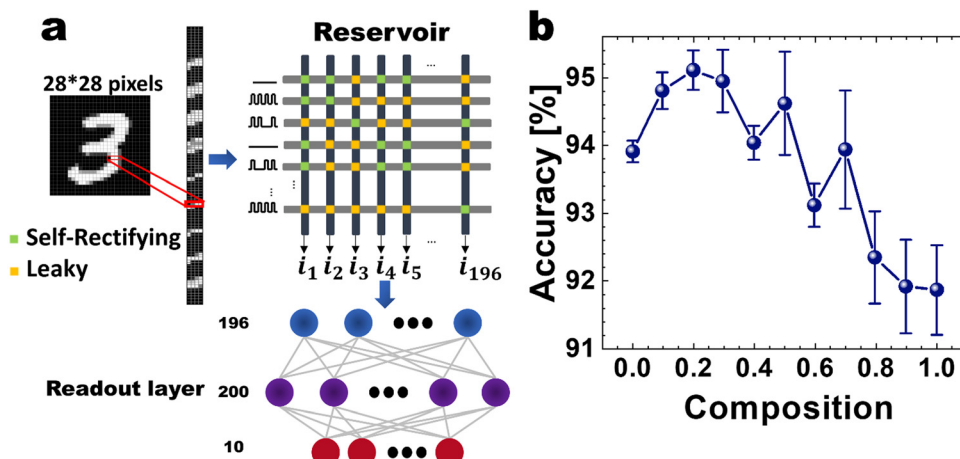 a
28*28 pixels
Self-Rectifying
Leaky
Reservoir
...
⋮
⋮
...
i1 i2 i3 i4 i5 i196
196
Readout layer 200
10
b
Accuracy [%]
95
94
93
92
91
0.0 0.2 0.4 0.6 0.8 1.0
Composition